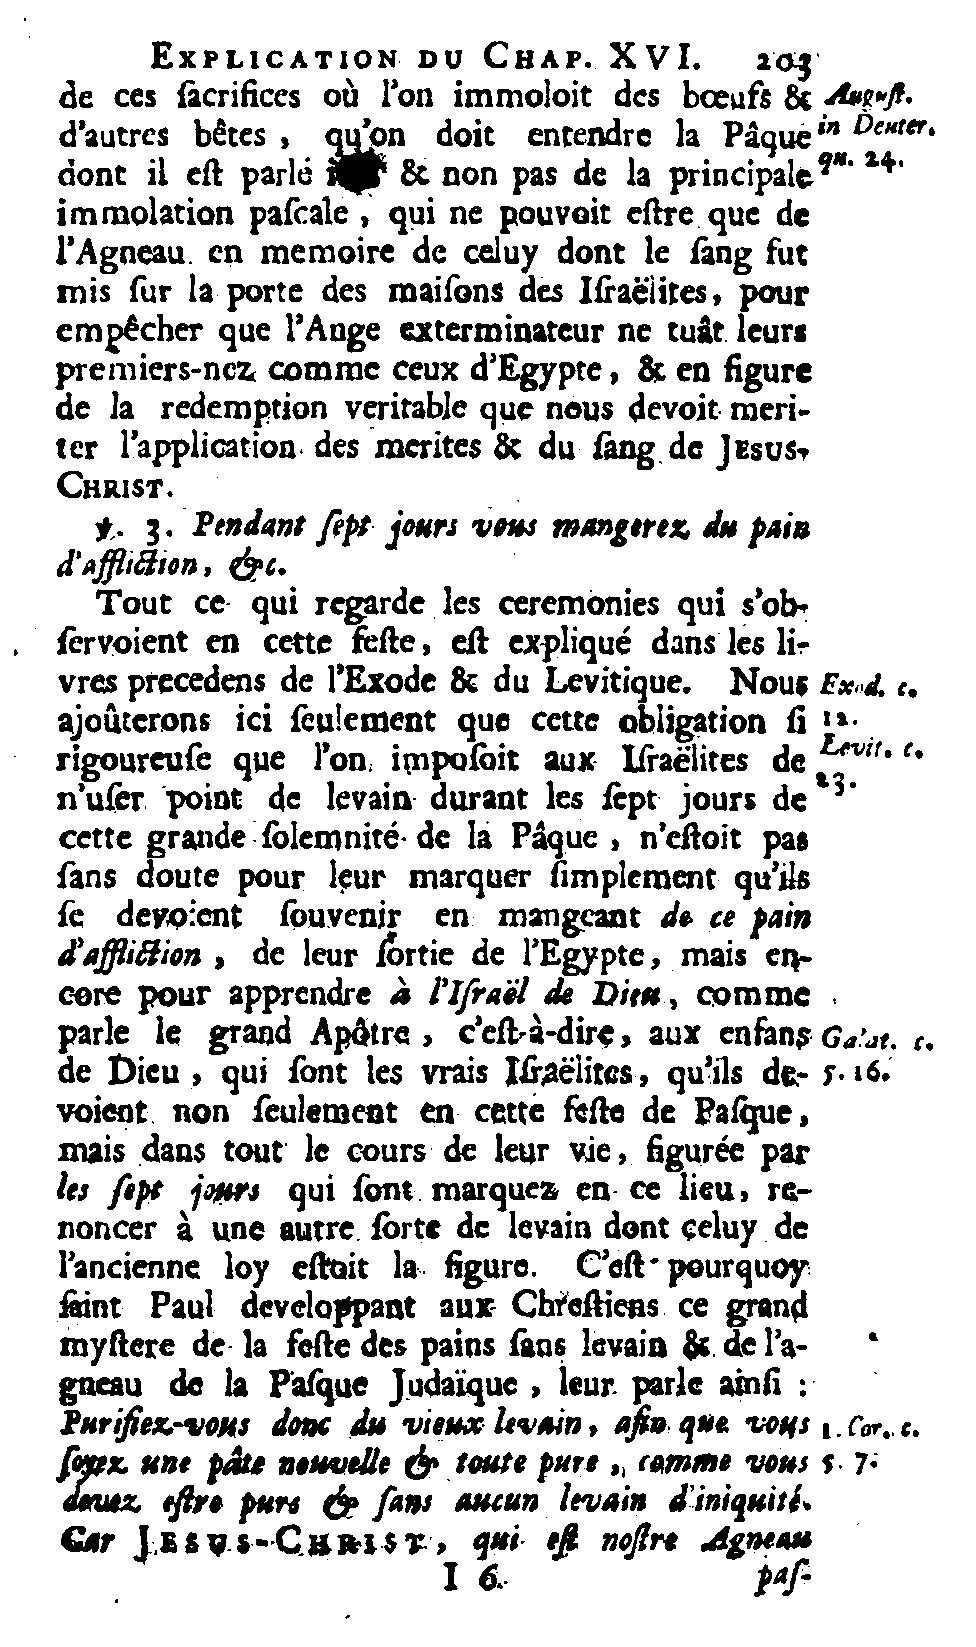 EXPLICATION DU CHAP. XVI. 203
de ces ſacrifices où l'on immoloit des bœufs &
d'autres bêtes, qu'on doit entendre la Pâque
dont il eſt parlé & non pas de la principale
immolation paſcale, qui ne pouvoit eſtre que de
l'Agneau en memoire de celuy dont le ſang fut
mis ſur la porte des maiſons des Iſraëlites, pour
empêcher que l'Ange exterminateur ne tuât leurs
premiers-nez comme ceux d'Egypte, & en figure
de la redemption veritable que nous devoit meri-
ter l'application des merites & du ſang de JESUS-
CHRIST.
℣. 3. Pendant ſept jours vous mangerez du pain
d'affliction, &c.
Tout ce qui regarde les ceremonies qui s'ob-
ſervoient en cette feſte, eſt expliqué dans les li-
vres precedens de l'Exode & du Levitique. Nous
ajoûterons ici ſeulement que cette obligation ſi
rigoureuſe que l'on impoſoit aux Iſraëlites de
n'uſer point de levain durant les ſept jours de
cette grande ſolemnité de la Pâque, n'eſtoit pas
ſans doute pour leur marquer ſimplement qu'ils
ſe devoient ſouvenir en mangeant de ce pain
d'affliction, de leur ſortie de l'Egypte, mais en-
core pour apprendre à l'Iſraël de Dieu, comme
parle le grand Apôtre, c'eſt-à-dire, aux enfans
de Dieu, qui ſont les vrais Iſraëlites, qu'ils de-
voient non ſeulement en cette feſte de Paſque,
mais dans tout le cours de leur vie, figurée par
les ſept jours qui ſont marquez en ce lieu, re-
noncer à une autre ſorte de levain dont celuy de
l'ancienne loy eſtoit la figure. C'eſt pourquoy
ſaint Paul developpant aux Chreſtiens ce grand
myſtere de la feſte des pains ſans levain & de l'a-
gneau de la Paſque Judaïque, leur parle ainſi :
Purifiez-vous donc du vieux levain, afin que vous
ſoyez une pâte nouvelle & toute pure, comme vous
devez eſtre purs & ſans aucun levain d'iniquité.
Car JESUS-CHRIST, qui eſt noſtre Agneau
I 6. paſ-
Auguſt.
in Deuter.
qu. 24.
Exod. c.
12.
Levit. c.
23.
Galat. c.
5. 16.
1. Cor. c.
5. 7.